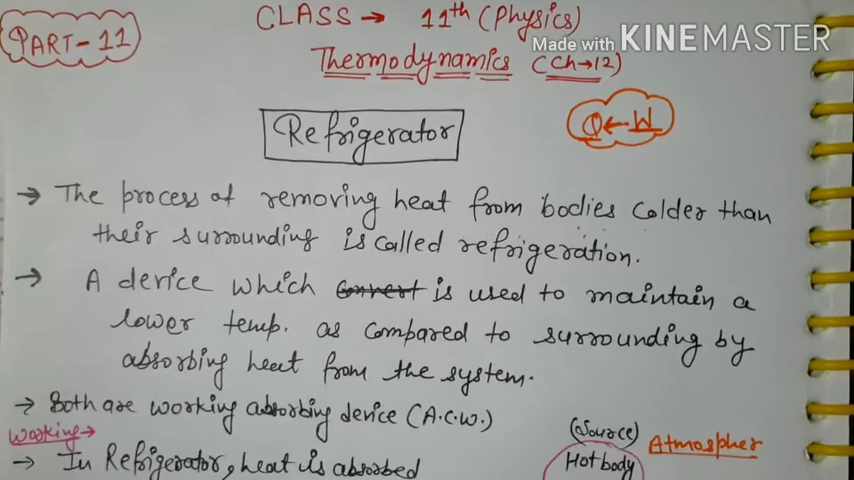 PART-11
CLASS → 11th (Physics)
Made with KINEMASTER
Thermodynamics (Ch→12)
Refrigerator
Q ← W
→ The process of removing heat from bodies colder than
their surrounding is called refrigeration.
→ A device which convert is used to maintain a
lower temp. as compared to surrounding by
absorbing heat from the system.
→ Both are working absorbing device (A.C.W.)
Working→
(Source)
Atmospher
→ In Refrigerator, heat is absorbed
Hot body